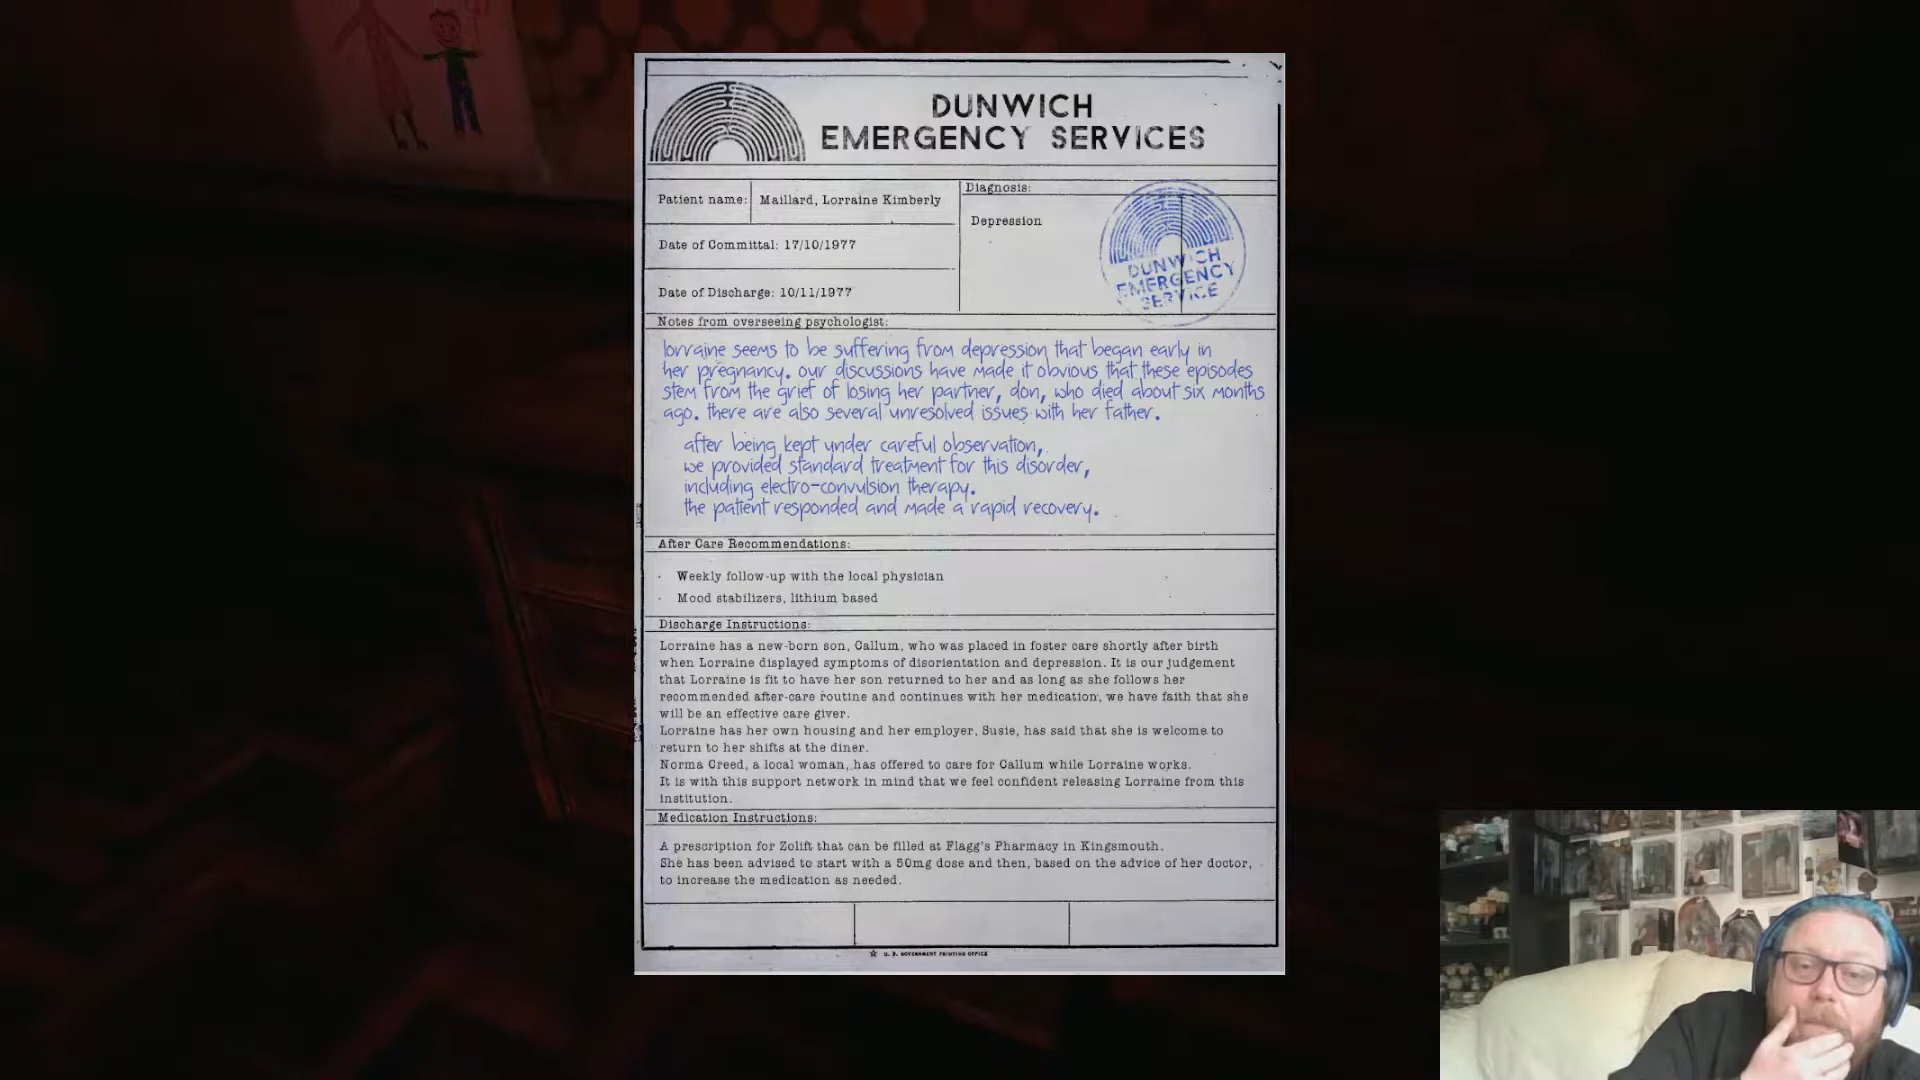 DUNWICH
EMERGENCY SERVICES
Patient name: Maillard, Lorraine Kimberly
Diagnosis:
Depression
Date of Committal: 17/10/1977
Date of Discharge: 10/11/1977
DUNWICH
EMERGENCY
SERVICE
Notes from overseeing psychologist:
lorraine seems to be suffering from depression that began early in
her pregnancy. our discussions have made it obvious that these episodes
stem from the grief of losing her partner, don, who died about six months
ago. there are also several unresolved issues with her father.
after being kept under careful observation,
we provided standard treatment for this disorder,
including electro-convulsion therapy.
the patient responded and made a rapid recovery.
After Care Recommendations:
· Weekly follow-up with the local physician
· Mood stabilizers, lithium based
Discharge Instructions:
Lorraine has a new-born son, Callum, who was placed in foster care shortly after birth
when Lorraine displayed symptoms of disorientation and depression. It is our judgement
that Lorraine is fit to have her son returned to her and as long as she follows her
recommended after-care routine and continues with her medication, we have faith that she
will be an effective care giver.
Lorraine has her own housing and her employer, Susie, has said that she is welcome to
return to her shifts at the diner.
Norma Creed, a local woman, has offered to care for Callum while Lorraine works.
It is with this support network in mind that we feel confident releasing Lorraine from this
institution.
Medication Instructions:
A prescription for Zolift that can be filled at Flagg's Pharmacy in Kingsmouth.
She has been advised to start with a 50mg dose and then, based on the advice of her doctor,
to increase the medication as needed.
☆ U. S. GOVERNMENT PRINTING OFFICE